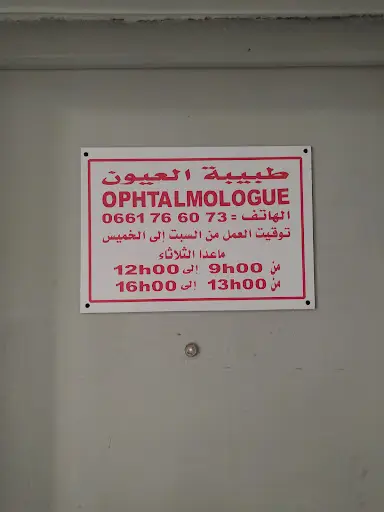 طبيبة العيون
OPHTALMOLOGUE
الهاتف = 0661 76 60 73
توقيت العمل من السبت إلى الخميس
ماعدا الثلاثاء
من 9h00 إلى 12h00
من 13h00 إلى 16h00